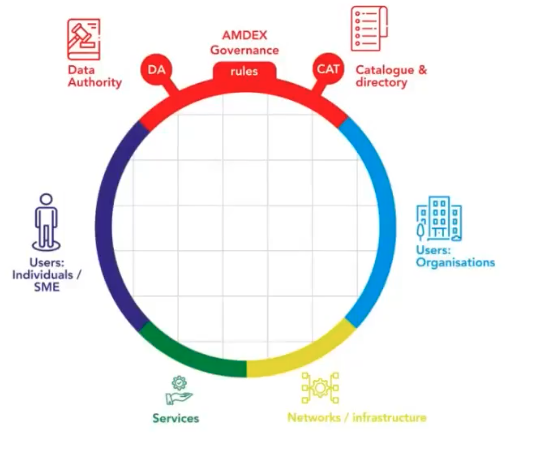 AMDEX
Governance
rules
DA
CAT
Data
Authority
Catalogue &
directory
Users:
Individuals /
SME
Users:
Organisations
Services
Networks / infrastructure